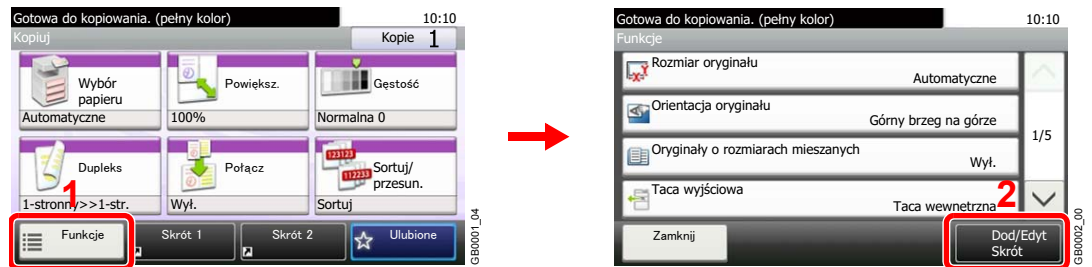 Gotowa do kopiowania. (pełny kolor)
10:10
Kopiuj
Kopie 1
Wybór
papieru
Automatyczne
Powiększ.
100%
Gęstość
Normalna 0
Dupleks
1-stronny>>1-str.
Połącz
Wył.
123123
112233
Sortuj/
przesun.
Sortuj
1
Funkcje
Skrót 1
Skrót 2
Ulubione
GB0001_04
Gotowa do kopiowania. (pełny kolor)
10:10
Funkcje
Rozmiar oryginału
Automatyczne
Orientacja oryginału
Górny brzeg na górze
Oryginały o rozmiarach mieszanych
Wył.
Taca wyjściowa
Taca wewnetrzna
1/5
2
Zamknij
Dod/Edyt
Skrót
GB0002_00